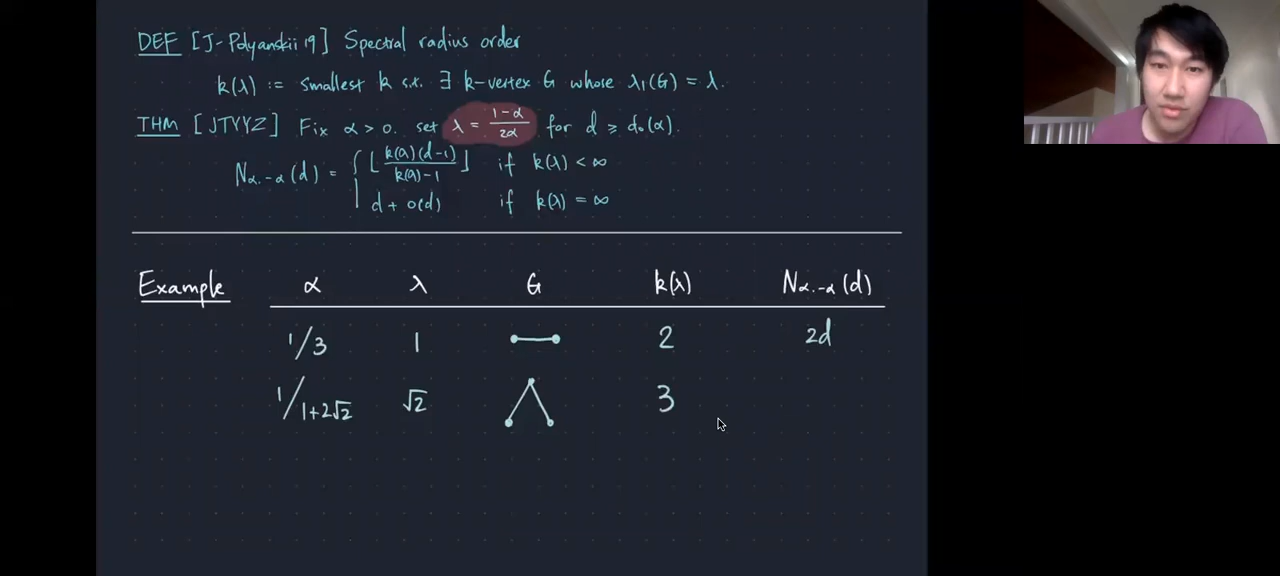 DEF [J-Polyanskii 19] Spectral radius order
k(λ) := smallest k s.t. ∃ k-vertex G whose λ₁(G) = λ.
THM [JTYYZ] Fix α > 0. set λ = (1-α)/(2α) for d ≥ d₀(α).
N_{α,-α}(d) = { ⌊k(λ)(d-1)/(k(λ)-1)⌋ if k(λ) < ∞
d + o(d) if k(λ) = ∞
Example α λ G k(λ) N_{α,-α}(d)
1/3 1 2 2d
1/1+2√2 √2 3